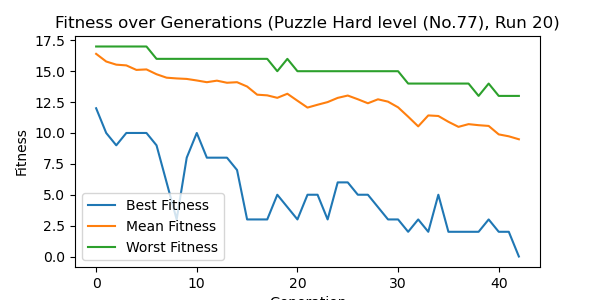 Fitness over Generations (Puzzle Hard level (No.77), Run 20)
17.5
15.0
12.5
10.0
7.5
5.0
2.5
0.0
Fitness
Best Fitness
Mean Fitness
Worst Fitness
0
10
20
30
40
Generation